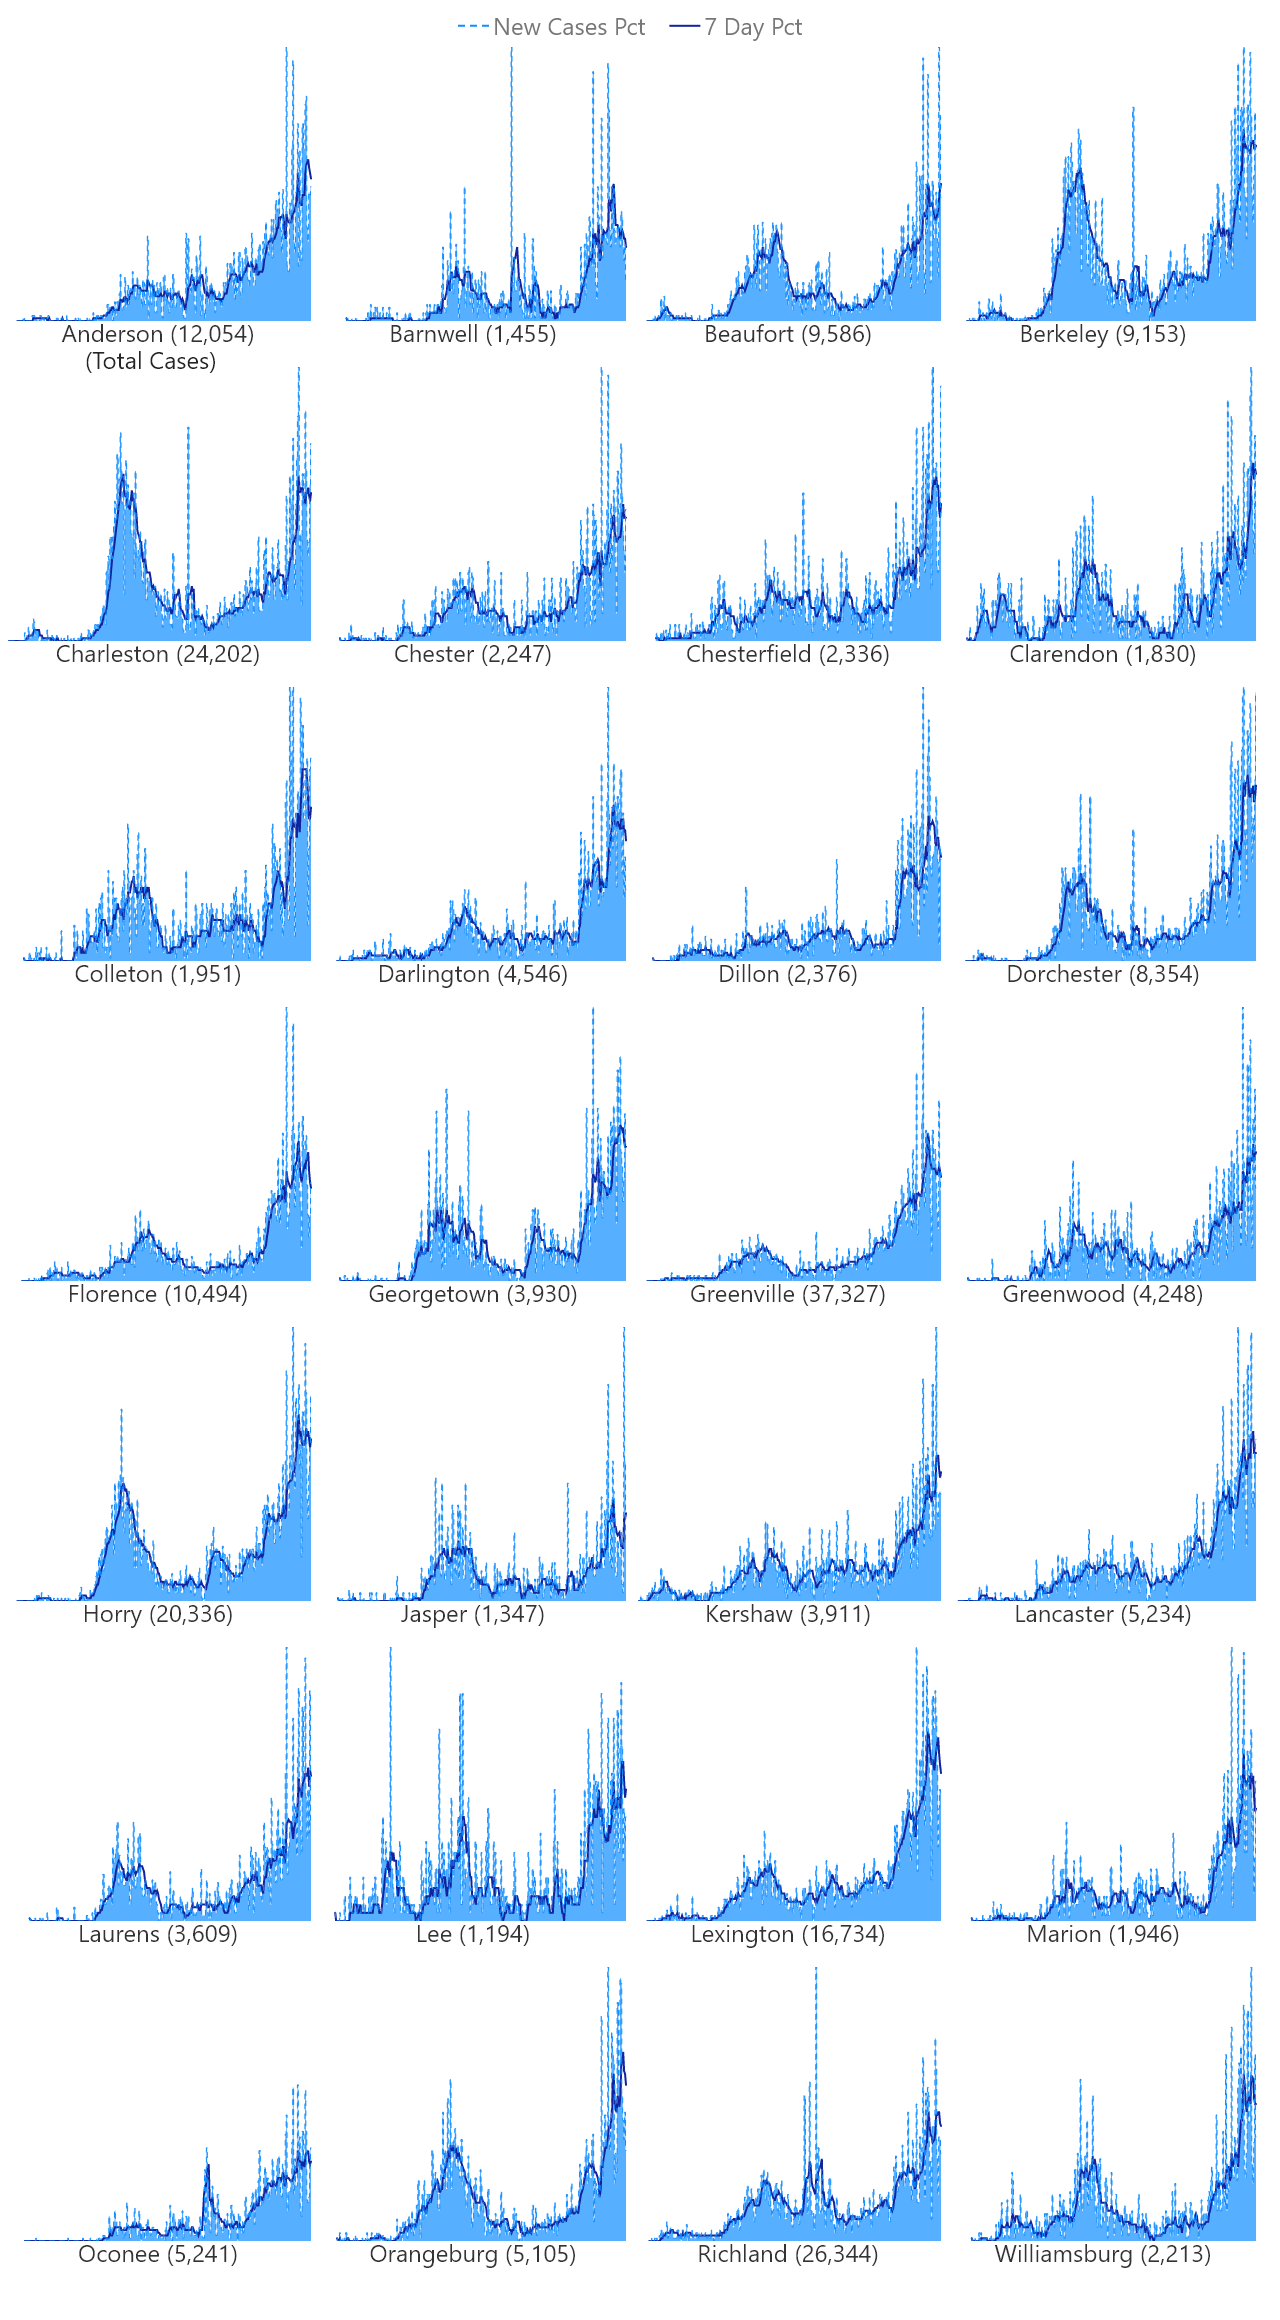 New Cases Pct 7 Day Pct
Anderson (12,054) Barnwell (1,455) Beaufort (9,586) Berkeley (9,153)
(Total Cases)
Charleston (24,202) Chester (2,247) Chesterfield (2,336) Clarendon (1,830)
Colleton (1,951) Darlington (4,546) Dillon (2,376) Dorchester (8,354)
Florence (10,494) Georgetown (3,930) Greenville (37,327) Greenwood (4,248)
Horry (20,336) Jasper (1,347) Kershaw (3,911) Lancaster (5,234)
Laurens (3,609) Lee (1,194) Lexington (16,734) Marion (1,946)
Oconee (5,241) Orangeburg (5,105) Richland (26,344) Williamsburg (2,213)